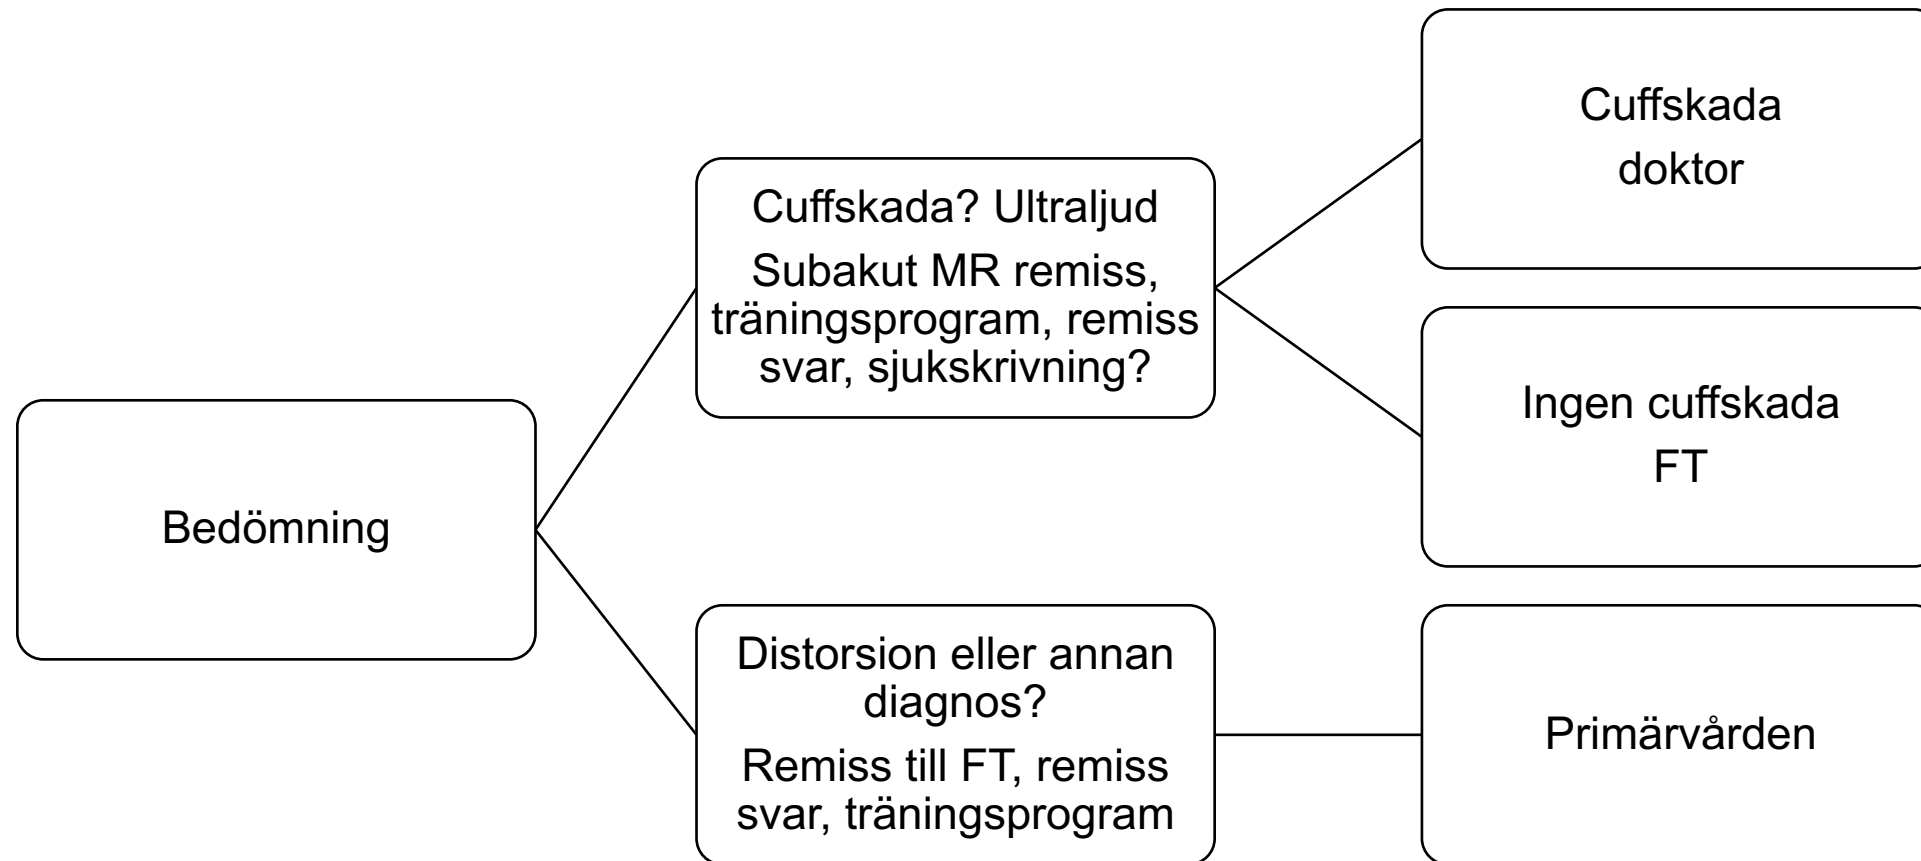 Bedömning
Cuffskada? Ultraljud
Subakut MR remiss,
träningsprogram, remiss
svar, sjukskrivning?
Distorsion eller annan
diagnos?
Remiss till FT, remiss
svar, träningsprogram
Cuffskada
doktor
Ingen cuffskada
FT
Primärvården